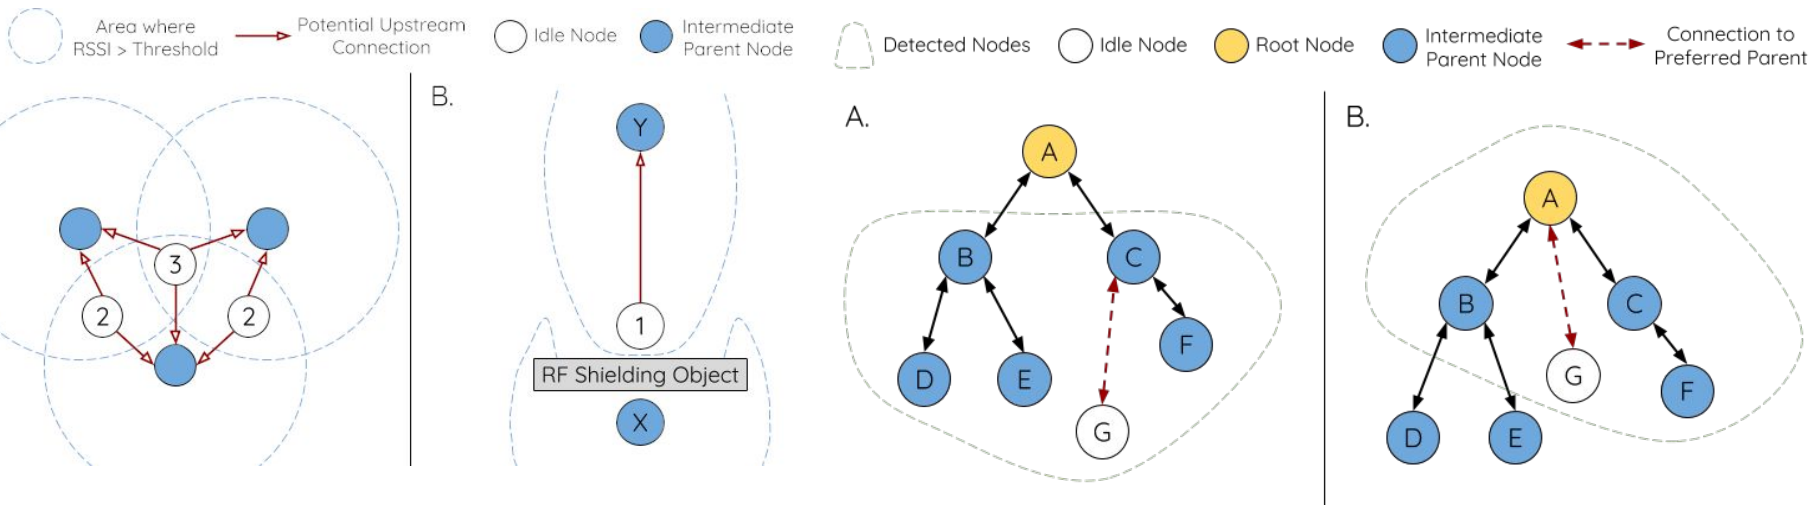 Area where
RSSI > Threshold
Potential Upstream
Connection
Idle Node
Intermediate
Parent Node
B.
3
2
2
Y
1
RF Shielding Object
X
Detected Nodes
Idle Node
Root Node
Intermediate
Parent Node
Connection to
Preferred Parent
A.
A
B
C
F
D
E
G
B.
A
B
C
G
F
D
E